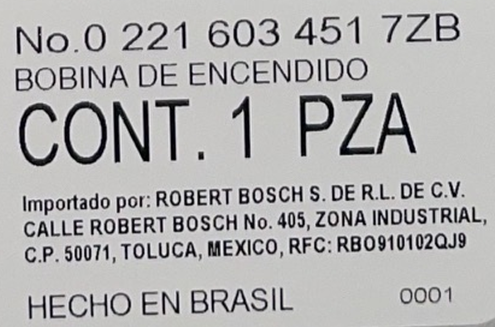 No.0 221 603 451 7ZB
BOBINA DE ENCENDIDO
CONT. 1 PZA
Importado por: ROBERT BOSCH S. DE R.L. DE C.V.
CALLE ROBERT BOSCH No. 405, ZONA INDUSTRIAL,
C.P. 50071, TOLUCA, MEXICO, RFC: RBO910102QJ9
HECHO EN BRASIL 0001